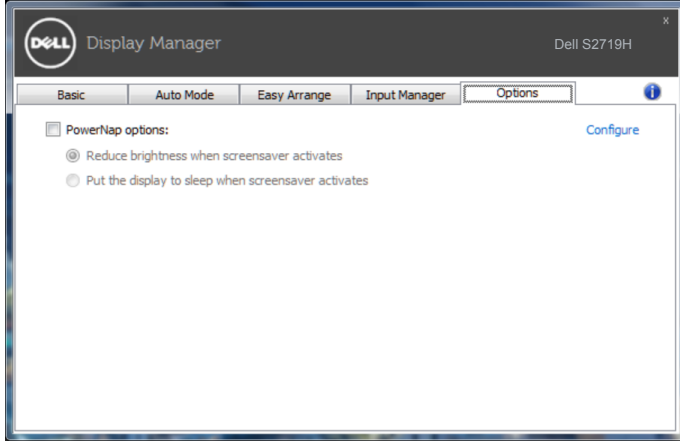 x
DELL Display Manager
Dell S2719H
Basic Auto Mode Easy Arrange Input Manager Options i
PowerNap options: Configure
Reduce brightness when screensaver activates
Put the display to sleep when screensaver activates